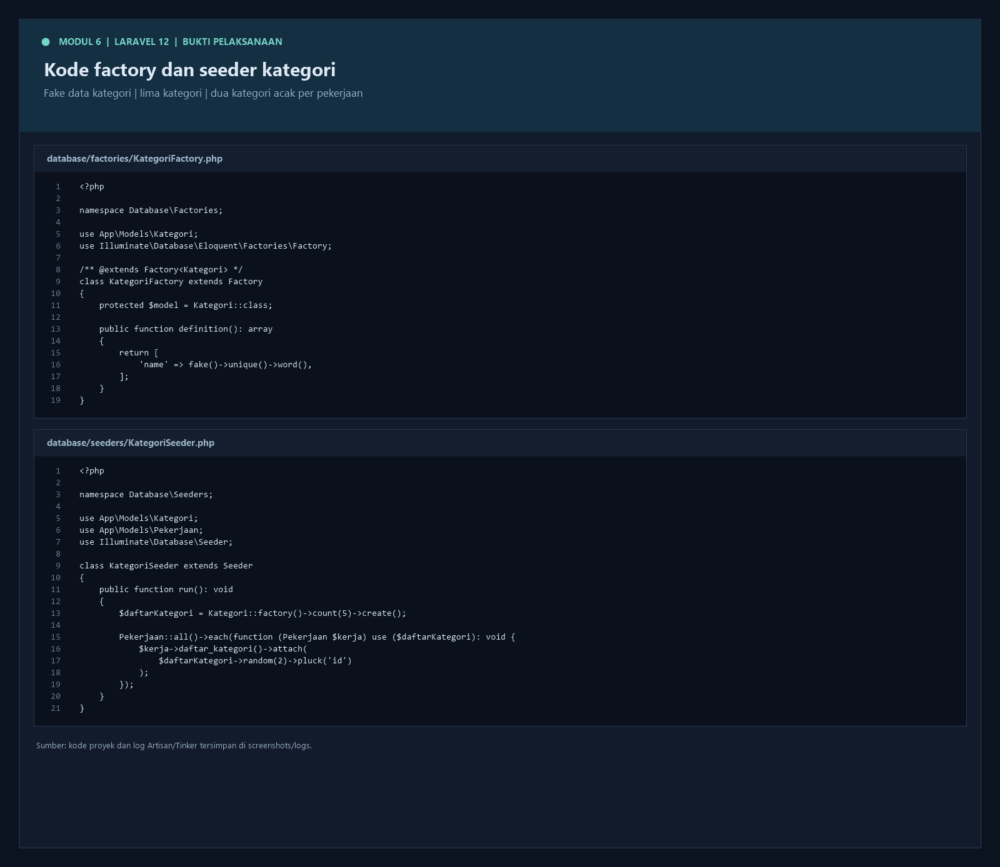 MODUL 6 | LARAVEL 12 | BUKTI PELAKSANAAN
Kode factory dan seeder kategori
Fake data kategori | lima kategori | dua kategori acak per pekerjaan
database/factories/KategoriFactory.php
1 <?php
2
3 namespace Database\Factories;
4
5 use App\Models\Kategori;
6 use Illuminate\Database\Eloquent\Factories\Factory;
7
8 /** @extends Factory<Kategori> */
9 class KategoriFactory extends Factory
10 {
11     protected $model = Kategori::class;
12
13     public function definition(): array
14     {
15         return [
16             'name' => fake()->unique()->word(),
17         ];
18     }
19 }
database/seeders/KategoriSeeder.php
1 <?php
2
3 namespace Database\Seeders;
4
5 use App\Models\Kategori;
6 use App\Models\Pekerjaan;
7 use Illuminate\Database\Seeder;
8
9 class KategoriSeeder extends Seeder
10 {
11     public function run(): void
12     {
13         $daftarKategori = Kategori::factory()->count(5)->create();
14
15         Pekerjaan::all()->each(function (Pekerjaan $kerja) use ($daftarKategori): void {
16             $kerja->daftar_kategori()->attach(
17                 $daftarKategori->random(2)->pluck('id')
18             );
19         });
20     }
21 }
Sumber: kode proyek dan log Artisan/Tinker tersimpan di screenshots/logs.